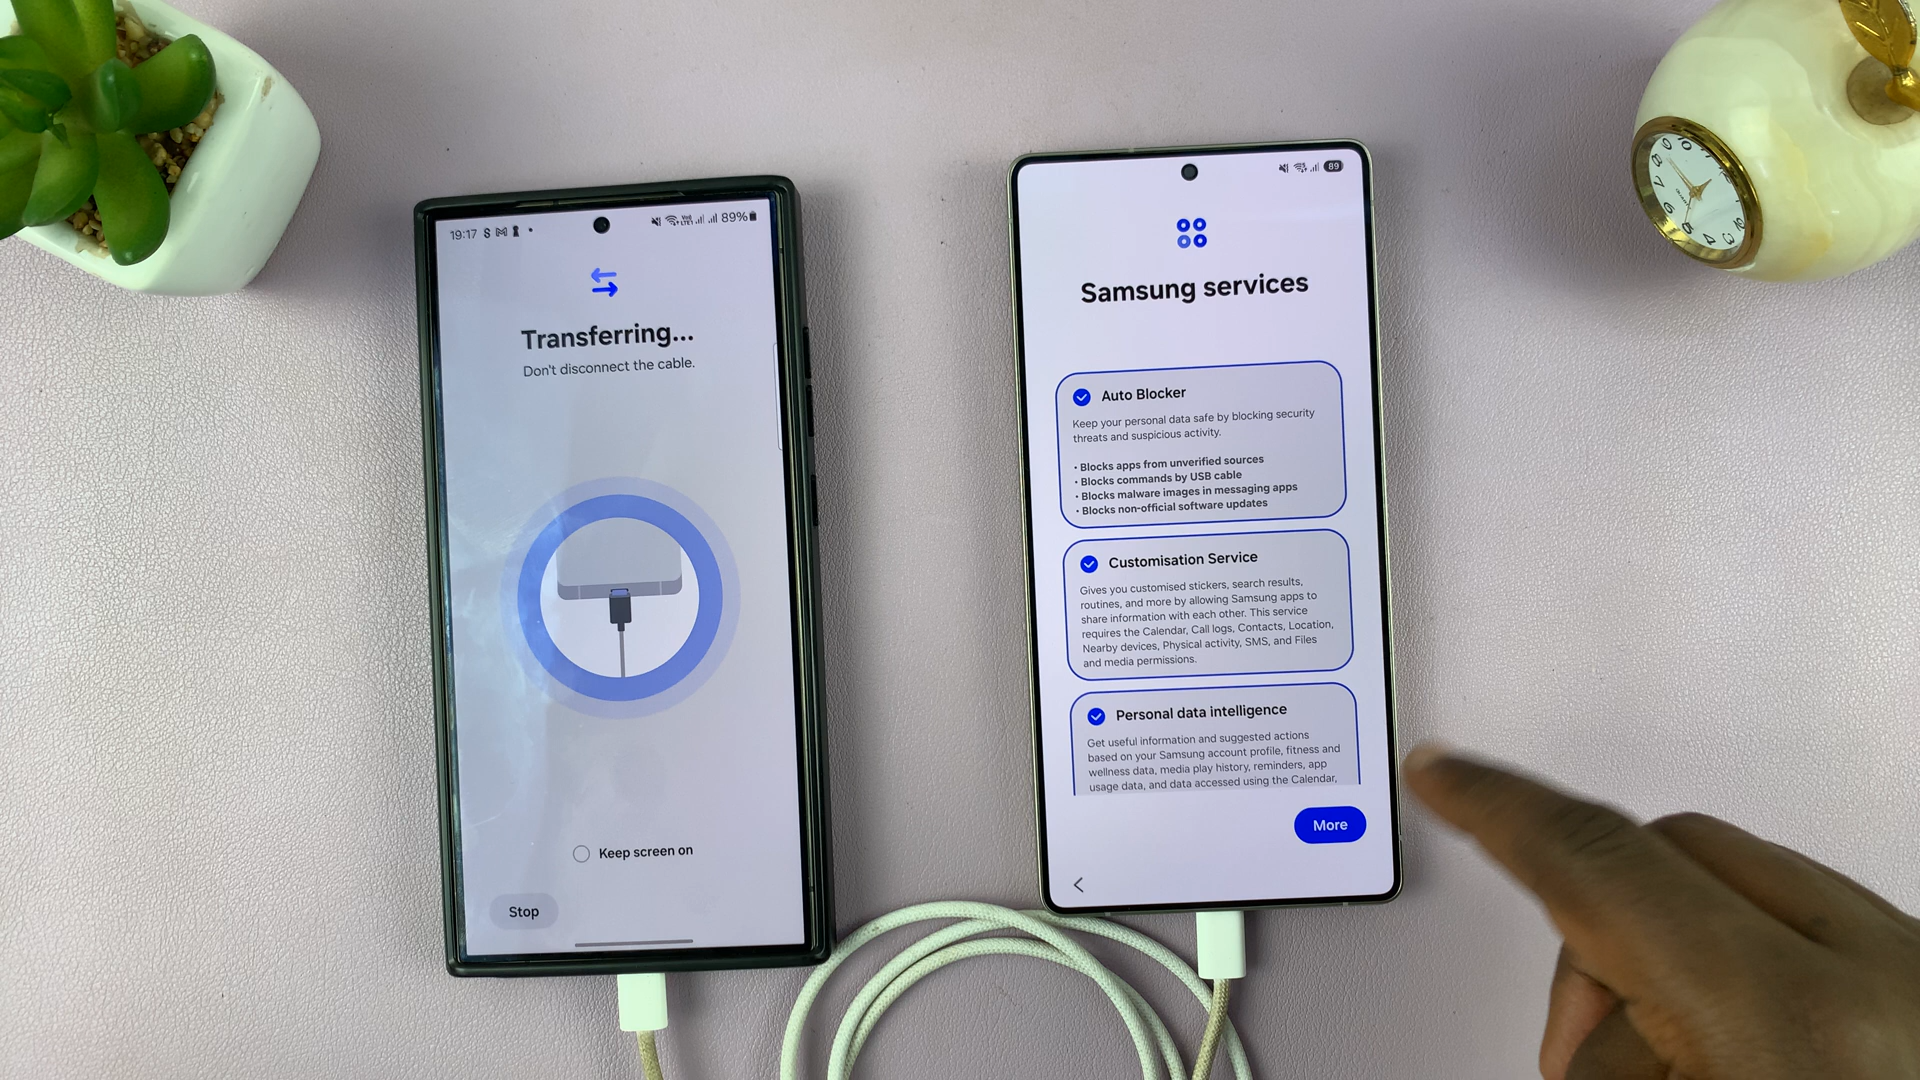 19:17
89%
Transferring...
Don't disconnect the cable.
Keep screen on
Stop
89
Samsung services
Auto Blocker
Keep your personal data safe by blocking security
threats and suspicious activity.
• Blocks apps from unverified sources
• Blocks commands by USB cable
• Blocks malware images in messaging apps
• Blocks non-official software updates
Customisation Service
Gives you customised stickers, search results,
routines, and more by allowing Samsung apps to
share information with each other. This service
requires the Calendar, Call logs, Contacts, Location,
Nearby devices, Physical activity, SMS, and Files
and media permissions.
Personal data intelligence
Get useful information and suggested actions
based on your Samsung account profile, fitness and
wellness data, media play history, reminders, app
usage data, and data accessed using the Calendar,
More